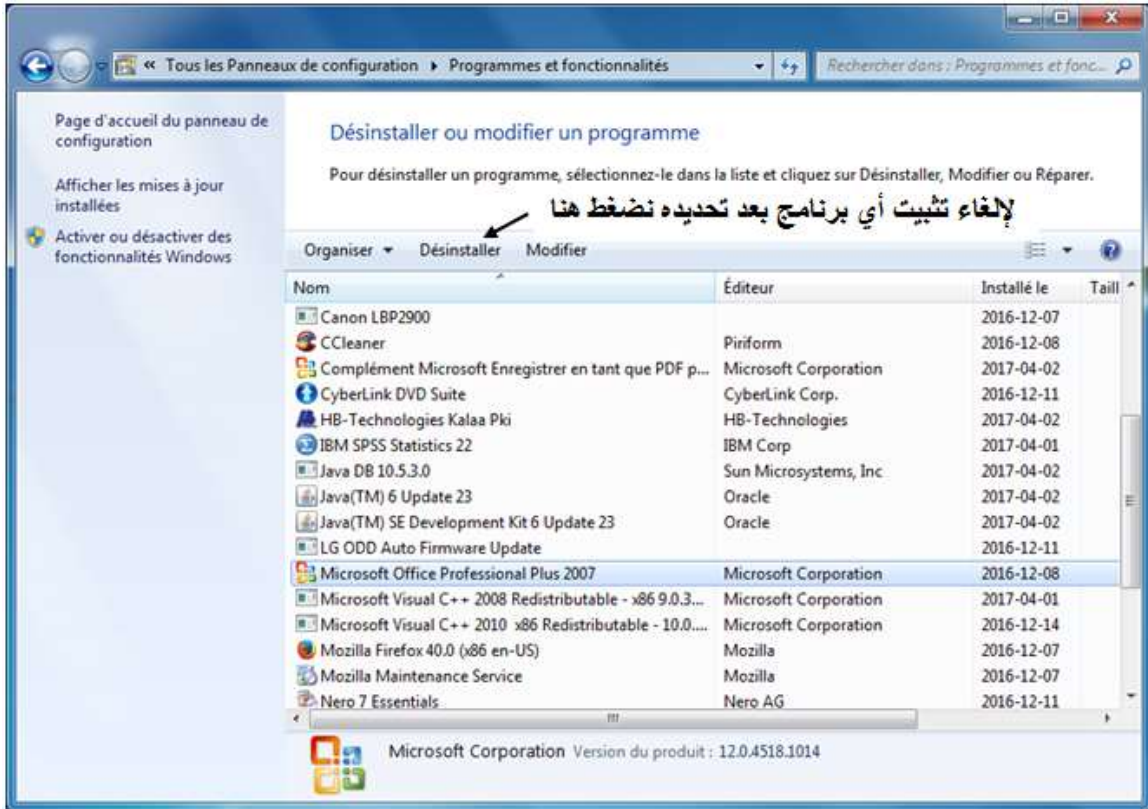 « Tous les Panneaux de configuration ▸ Programmes et fonctionnalités
Rechercher dans : Programmes et fonc...
Page d'accueil du panneau de
configuration
Afficher les mises à jour
installées
Activer ou désactiver des
fonctionnalités Windows
Désinstaller ou modifier un programme
Pour désinstaller un programme, sélectionnez-le dans la liste et cliquez sur Désinstaller, Modifier ou Réparer.
لإلغاء تثبيت أي برنامج بعد تحديده نضغط هنا
Organiser Désinstaller Modifier
Nom Éditeur Installé le Taill
Canon LBP2900 2016-12-07
CCleaner Piriform 2016-12-08
Complément Microsoft Enregistrer en tant que PDF p... Microsoft Corporation 2017-04-02
CyberLink DVD Suite CyberLink Corp. 2016-12-11
HB-Technologies Kalaa Pki HB-Technologies 2017-04-02
IBM SPSS Statistics 22 IBM Corp 2017-04-01
Java DB 10.5.3.0 Sun Microsystems, Inc 2017-04-02
Java(TM) 6 Update 23 Oracle 2017-04-02
Java(TM) SE Development Kit 6 Update 23 Oracle 2017-04-02
LG ODD Auto Firmware Update 2016-12-11
Microsoft Office Professional Plus 2007 Microsoft Corporation 2016-12-08
Microsoft Visual C++ 2008 Redistributable - x86 9.0.3... Microsoft Corporation 2017-04-01
Microsoft Visual C++ 2010 x86 Redistributable - 10.0.... Microsoft Corporation 2016-12-14
Mozilla Firefox 40.0 (x86 en-US) Mozilla 2016-12-07
Mozilla Maintenance Service Mozilla 2016-12-07
Nero 7 Essentials Nero AG 2016-12-11
Microsoft Corporation Version du produit : 12.0.4518.1014